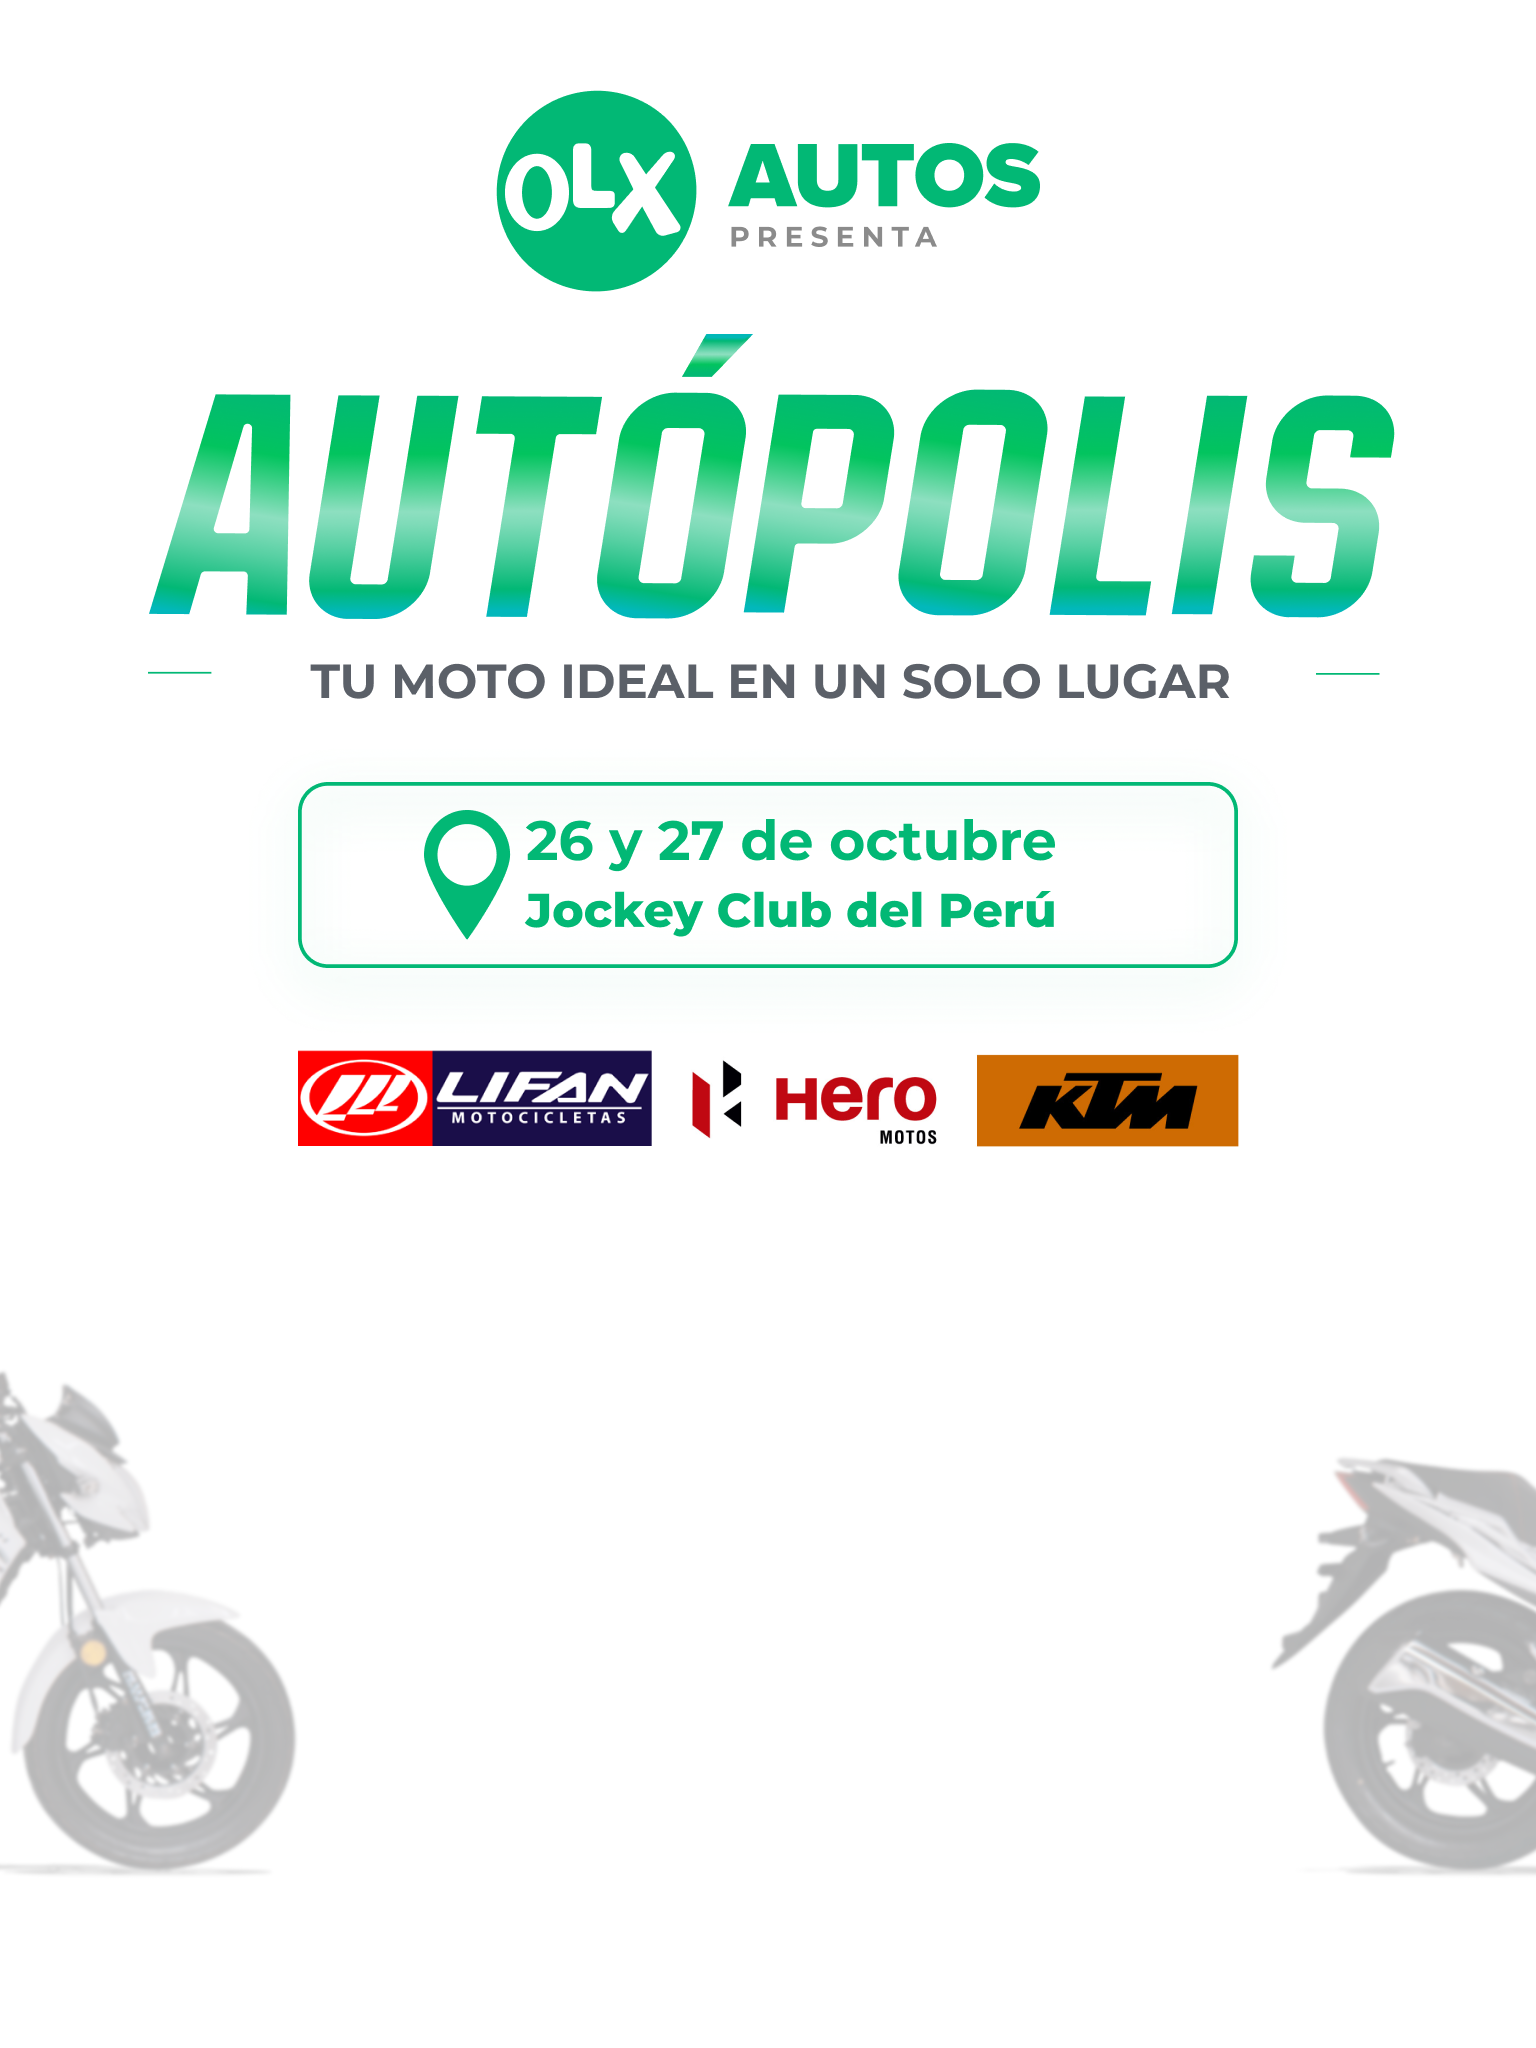 OLX AUTOS
PRESENTA
AUTÓPOLIS
TU MOTO IDEAL EN UN SOLO LUGAR
26 y 27 de octubre
Jockey Club del Perú
LIFAN
MOTOCICLETAS
Hero
MOTOS
KTM